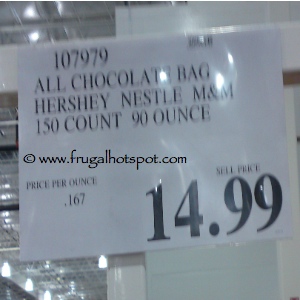 107979
ALL CHOCOLATE BAG
HERSHEY NESTLE M&M
150 COUNT 90 OUNCE
www.frugalhotspot.com
SELL PRICE
PRICE PER OUNCE
.167
14.99